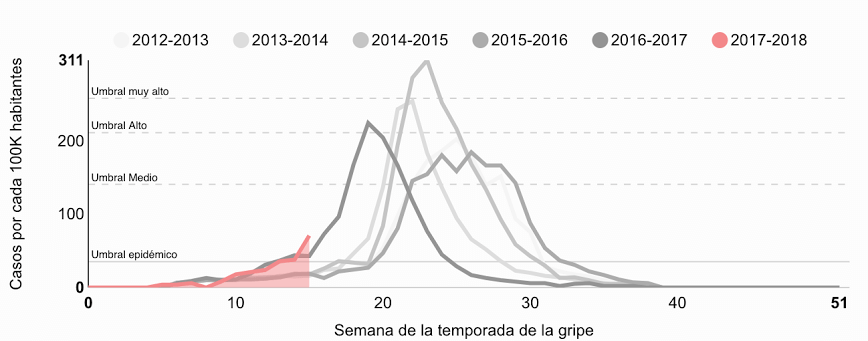 2012-2013 2013-2014 2014-2015 2015-2016 2016-2017 2017-2018
311
Umbral muy alto
Umbral Alto
200
Umbral Medio
100
Umbral epidémico
0
Casos por cada 100K habitantes
0 10 20 30 40 51
Semana de la temporada de la gripe